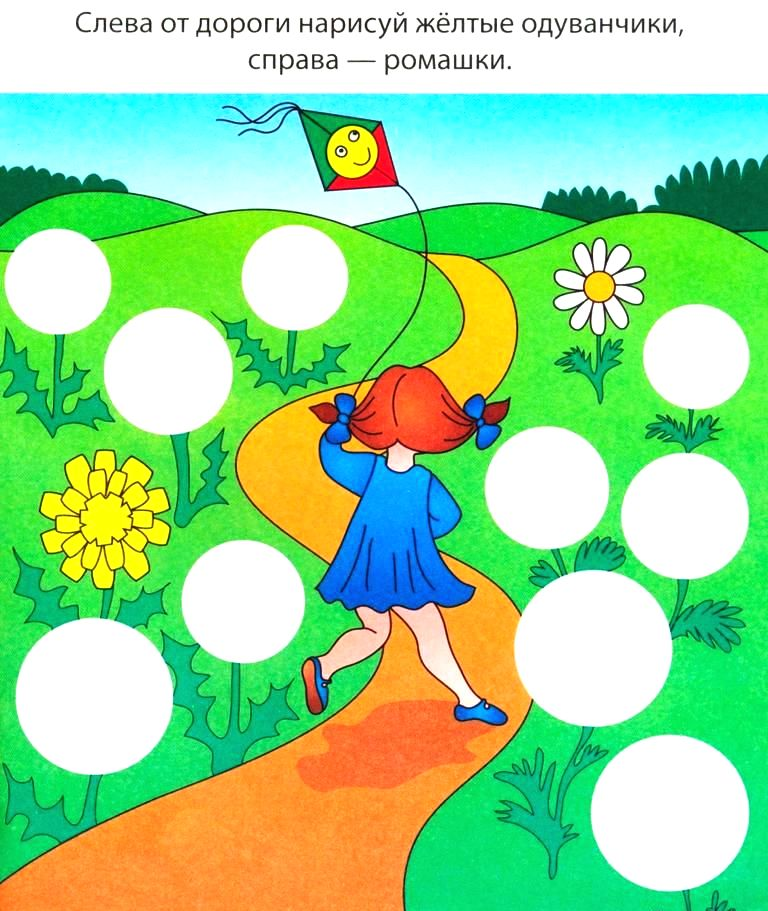 Слева от дороги нарисуй жёлтые одуванчики,
справа — ромашки.